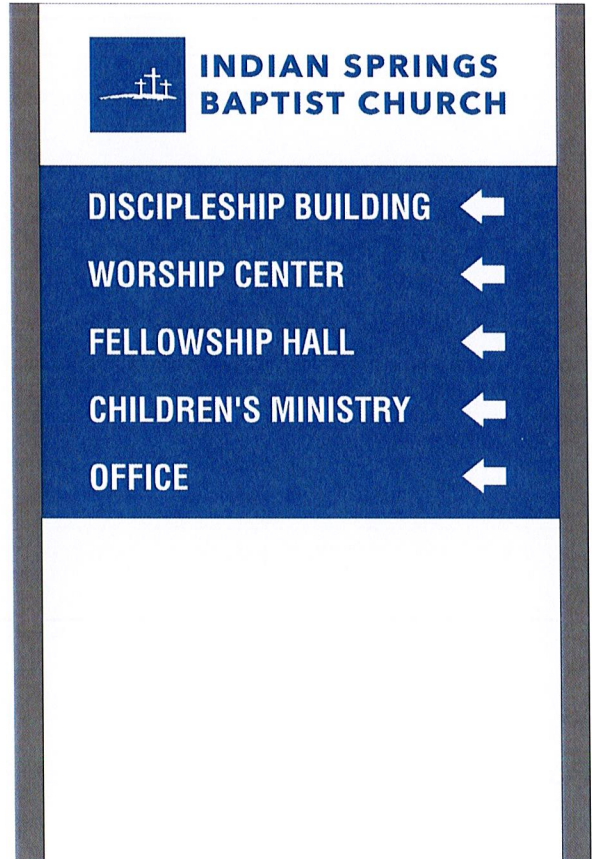 INDIAN SPRINGS
BAPTIST CHURCH
DISCIPLESHIP BUILDING ←
WORSHIP CENTER ←
FELLOWSHIP HALL ←
CHILDREN'S MINISTRY ←
OFFICE ←